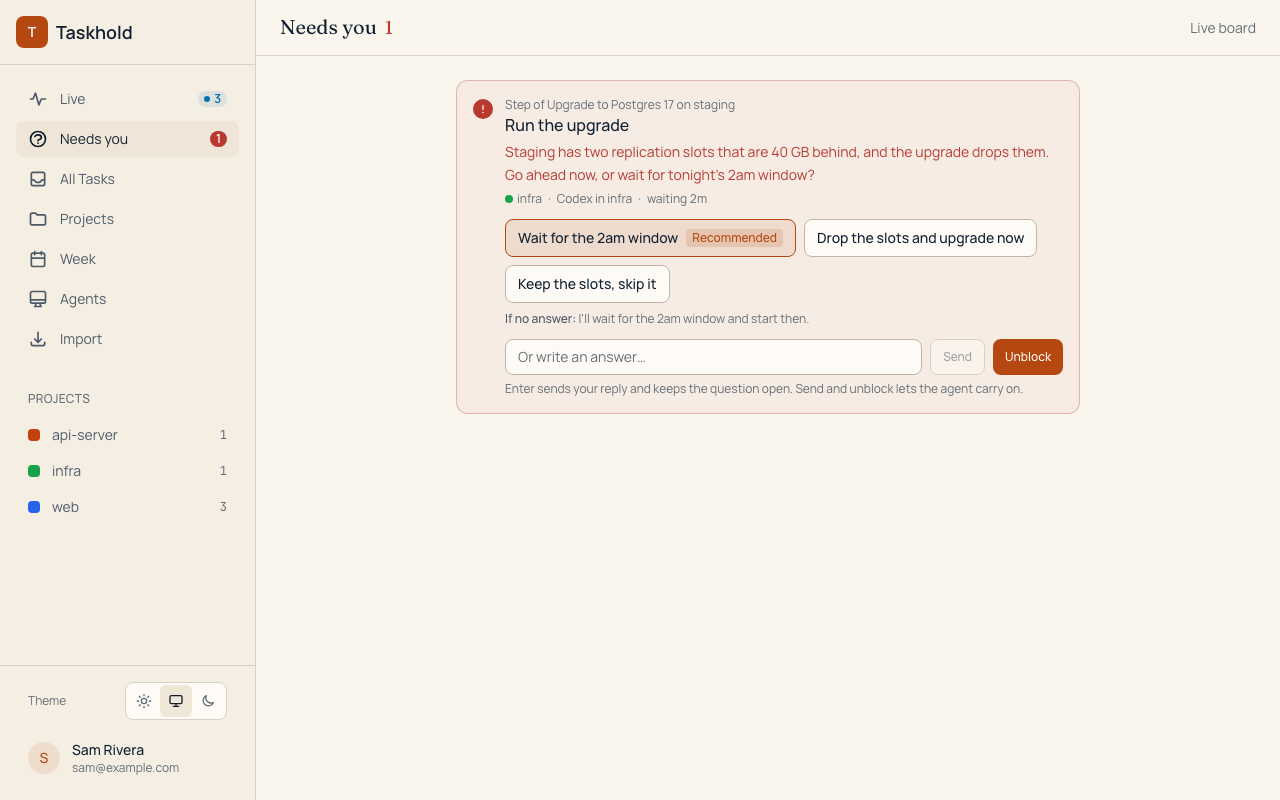 T Taskhold
Live 3
Needs you 1
All Tasks
Projects
Week
Agents
Import
PROJECTS
api-server 1
infra 1
web 3
Theme
S
Sam Rivera
sam@example.com
Needs you 1
Live board
! Step of Upgrade to Postgres 17 on staging
Run the upgrade
Staging has two replication slots that are 40 GB behind, and the upgrade drops them.
Go ahead now, or wait for tonight's 2am window?
infra · Codex in infra · waiting 2m
Wait for the 2am window Recommended Drop the slots and upgrade now
Keep the slots, skip it
If no answer: I'll wait for the 2am window and start then.
Or write an answer... Send Unblock
Enter sends your reply and keeps the question open. Send and unblock lets the agent carry on.